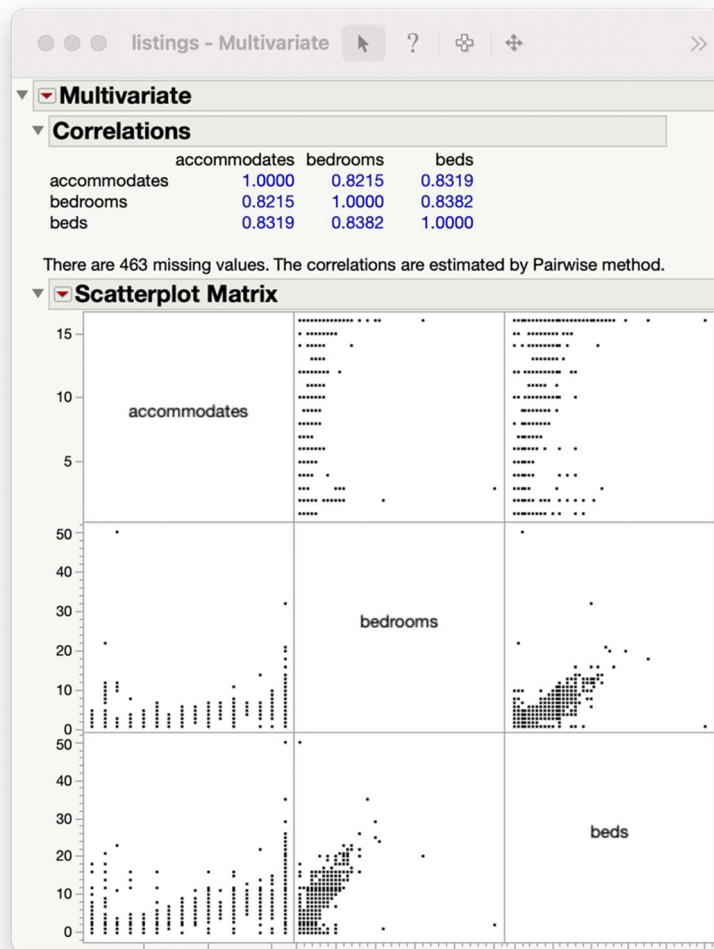 listings - Multivariate ?
Multivariate
Correlations
accommodates bedrooms beds
accommodates 1.0000 0.8215 0.8319
bedrooms 0.8215 1.0000 0.8382
beds 0.8319 0.8382 1.0000
There are 463 missing values. The correlations are estimated by Pairwise method.
Scatterplot Matrix
15
10
accommodates
5
50
40
30
bedrooms
20
10
0
50
40
30
beds
20
10
0